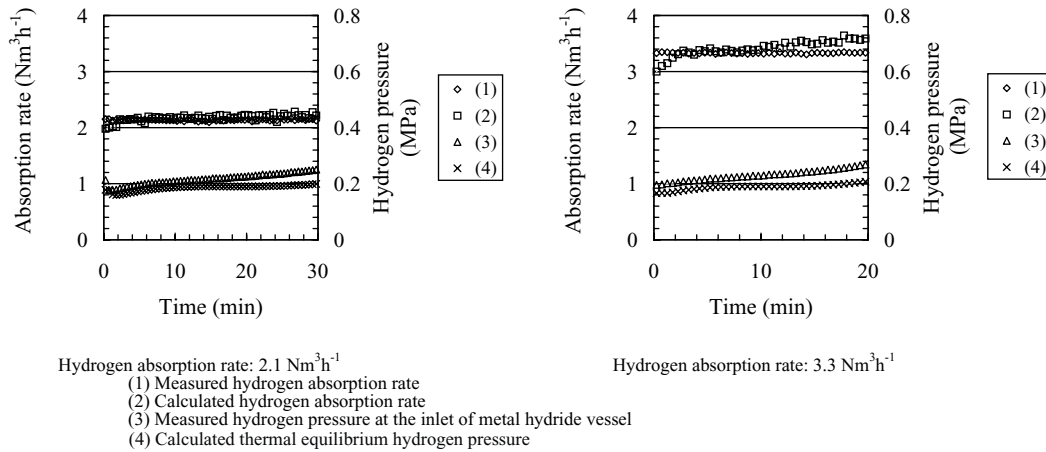 4
3
2
1
0
Absorption rate (Nm³h⁻¹)
0.8
0.6
0.4
0.2
0
Hydrogen pressure
(MPa)
0 10 20 30
Time (min)
(1)
(2)
(3)
(4)
4
3
2
1
0
Absorption rate (Nm³h⁻¹)
0.8
0.6
0.4
0.2
0
Hydrogen pressure
(MPa)
0 10 20
Time (min)
(1)
(2)
(3)
(4)
Hydrogen absorption rate: 2.1 Nm³h⁻¹
Hydrogen absorption rate: 3.3 Nm³h⁻¹
(1) Measured hydrogen absorption rate
(2) Calculated hydrogen absorption rate
(3) Measured hydrogen pressure at the inlet of metal hydride vessel
(4) Calculated thermal equilibrium hydrogen pressure